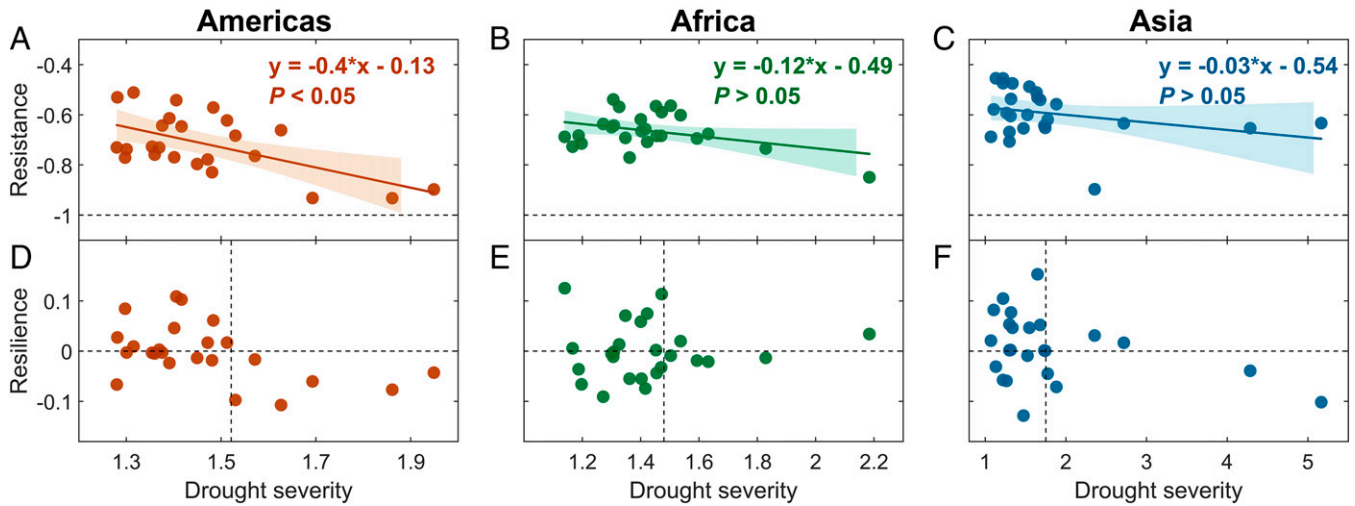 Americas
Africa
Asia
A
B
C
y = -0.4*x - 0.13
P < 0.05
y = -0.12*x - 0.49
P > 0.05
y = -0.03*x - 0.54
P > 0.05
Resistance
-0.4
-0.6
-0.8
-1
D
E
F
Resilience
0.1
0
-0.1
1.3
1.5
1.7
1.9
1.2
1.4
1.6
1.8
2
2.2
1
2
3
4
5
Drought severity
Drought severity
Drought severity